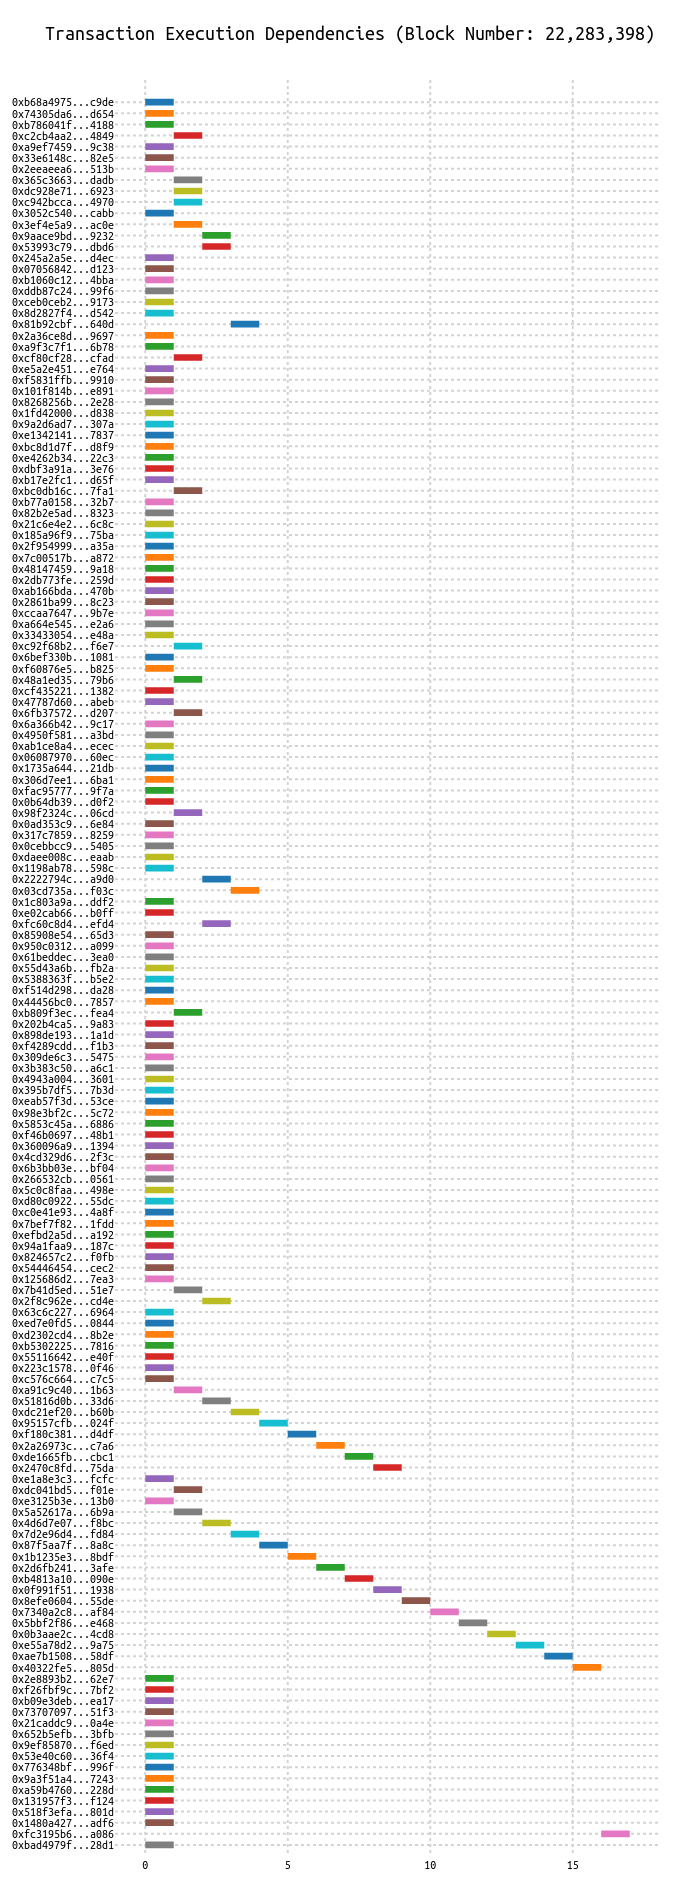 Transaction Execution Dependencies (Block Number: 22,283,398)
0xb68a4975...c9de
0x74305da6...d654
0xb786041f...4188
0xc2cb4aa2...4849
0xa9ef7459...9c38
0x33e6148c...82e5
0x2eeaeea6...513b
0x365c3663...dadb
0xdc928e71...6923
0xc942bcca...4970
0x3052c540...cabb
0x3ef4e5a9...ac0e
0x9aace9bd...9232
0x53993c79...dbd6
0x245a2a5e...d4ec
0x07056842...d123
0xb1060c12...4bba
0xddb87c24...99f6
0xceb0ceb2...9173
0x8d2827f4...d542
0x81b92cbf...640d
0x2a36ce8d...9697
0xa9f3c7f1...6b78
0xcf80cf28...cfad
0xe5a2e451...e764
0xf5831ffb...9910
0x101f814b...e891
0x8268256b...2e28
0x1fd42000...d838
0x9a2d6ad7...307a
0xe1342141...7837
0xbc8d1d7f...d8f9
0xe4262b34...22c3
0xdbf3a91a...3e76
0xb17e2fc1...d65f
0xbc0db16c...7fa1
0xb77a0158...32b7
0x82b2e5ad...8323
0x21c6e4e2...6c8c
0x185a96f9...75ba
0x2f954999...a35a
0x7c00517b...a872
0x48147459...9a18
0x2db773fe...259d
0xab166bda...470b
0x2861ba99...8c23
0xccaa7647...9b7e
0xa664e545...e2a6
0x33433054...e48a
0xc92f68b2...f6e7
0x6bef330b...1081
0xf60876e5...b825
0x48a1ed35...79b6
0xcf435221...1382
0x47787d60...abeb
0x6fb37572...d207
0x6a366b42...9c17
0x4950f581...a3bd
0xab1ce8a4...ecec
0x06087970...60ec
0x1735a644...21db
0x306d7ee1...6ba1
0xfac95777...9f7a
0x0b64db39...d0f2
0x98f2324c...06cd
0x0ad353c9...6e84
0x317c7859...8259
0x0cebbcc9...5405
0xdaee008c...eaab
0x1198ab78...598c
0x2222794c...a9d0
0x03cd735a...f03c
0x1c803a9a...ddf2
0xe02cab66...b0ff
0xfc60c8d4...efd4
0x85908e54...65d3
0x950c0312...a099
0x61beddec...3ea0
0x55d43a6b...fb2a
0x5388363f...b5e2
0xf514d298...da28
0x44456bc0...7857
0xb809f3ec...fea4
0x202b4ca5...9a83
0x898de193...1a1d
0xf4289cdd...f1b3
0x309de6c3...5475
0x3b383c50...a6c1
0x4943a004...3601
0x395b7df5...7b3d
0xeab57f3d...53ce
0x98e3bf2c...5c72
0x5853c45a...6886
0xf46b0697...48b1
0x360096a9...1394
0x4cd329d6...2f3c
0x6b3bb03e...bf04
0x266532cb...0561
0x5c0c8faa...498e
0xd80c0922...55dc
0xc0e41e93...4a8f
0x7bef7f82...1fdd
0xefbd2a5d...a192
0x94a1faa9...187c
0x824657c2...f0fb
0x54446454...cec2
0x125686d2...7ea3
0x7b41d5ed...51e7
0x2f8c962e...cd4e
0x63c6c227...6964
0xed7e0fd5...0844
0xd2302cd4...8b2e
0xb5302225...7816
0x55116642...e40f
0x223c1578...0f46
0xc576c664...c7c5
0xa91c9c40...1b63
0x51816d0b...33d6
0xdc21ef20...b60b
0x95157cfb...024f
0xf180c381...d4df
0x2a26973c...c7a6
0xde1665fb...cbc1
0x2470c8fd...75da
0xe1a8e3c3...fcfc
0xdc041bd5...f01e
0xe3125b3e...13b0
0x5a52617a...6b9a
0x4d6d7e07...f8bc
0x7d2e96d4...fd84
0x87f5aa7f...8a8c
0x1b1235e3...8bdf
0x2d6fb241...3afe
0xb4813a10...090e
0x0f991f51...1938
0x8efe0604...55de
0x7340a2c8...af84
0x5bbf2f86...e468
0x0b3aae2c...4cd8
0xe55a78d2...9a75
0xae7b1508...58df
0x40322fe5...805d
0x2e8893b2...62e7
0xf26fbf9c...7bf2
0xb09e3deb...ea17
0x73707097...51f3
0x21caddc9...0a4e
0x652b5efb...3bfb
0x9ef85870...f6ed
0x53e40c60...36f4
0x776348bf...996f
0x9a3f51a4...7243
0xa59b4760...228d
0x131957f3...f124
0x518f3efa...801d
0x1480a427...adf6
0xfc3195b6...a086
0xbad4979f...28d1
0 5 10 15